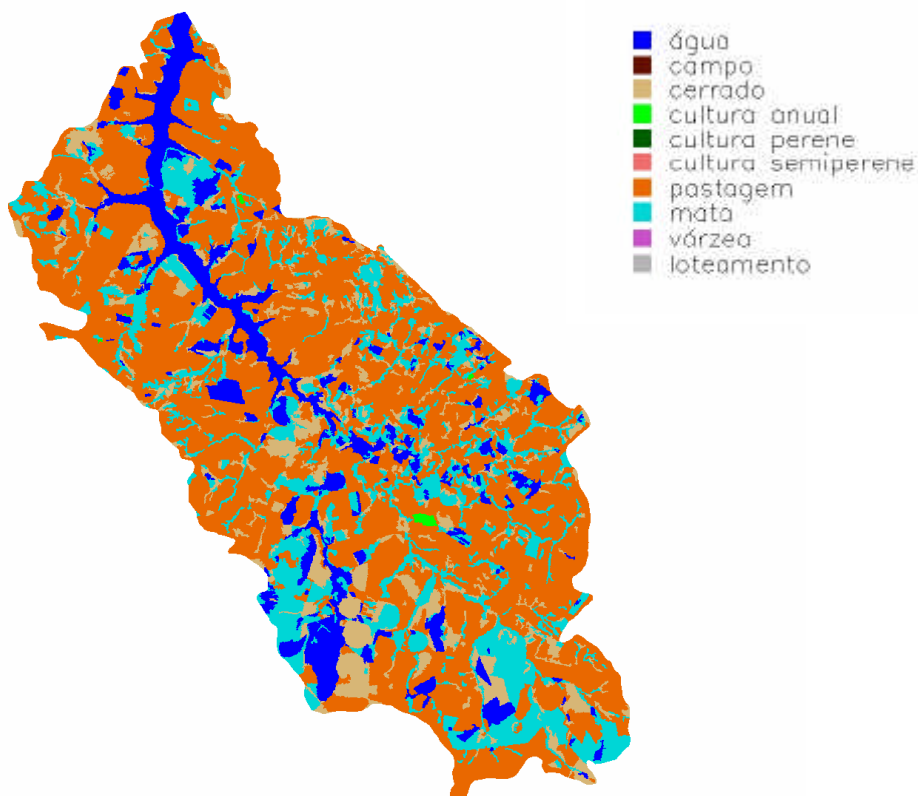 água
campo
cerrado
cultura anual
cultura perene
cultura semiperene
pastagem
mata
várzea
loteamento